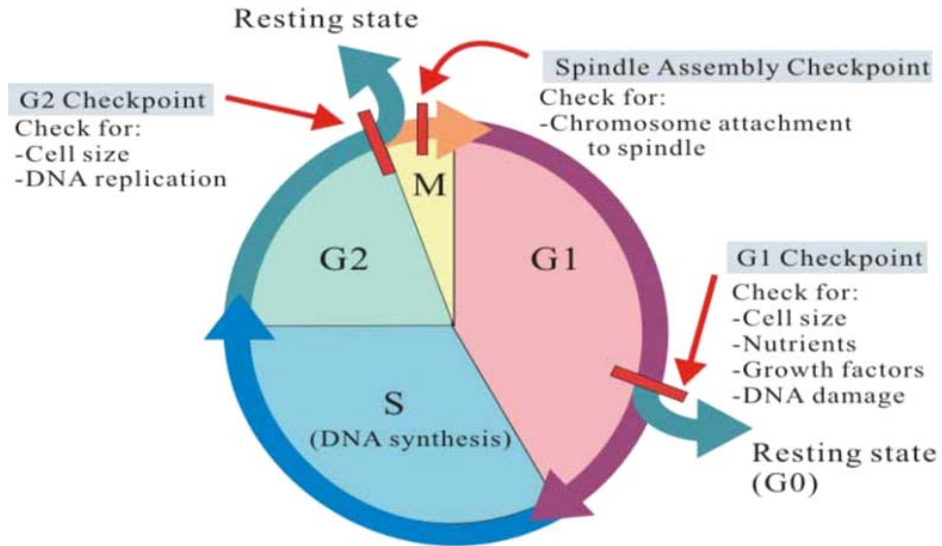 Resting state
G2 Checkpoint
Check for:
-Cell size
-DNA replication
Spindle Assembly Checkpoint
Check for:
-Chromosome attachment
to spindle
M
G2
G1
G1 Checkpoint
Check for:
-Cell size
-Nutrients
-Growth factors
-DNA damage
S
(DNA synthesis)
Resting state
(G0)